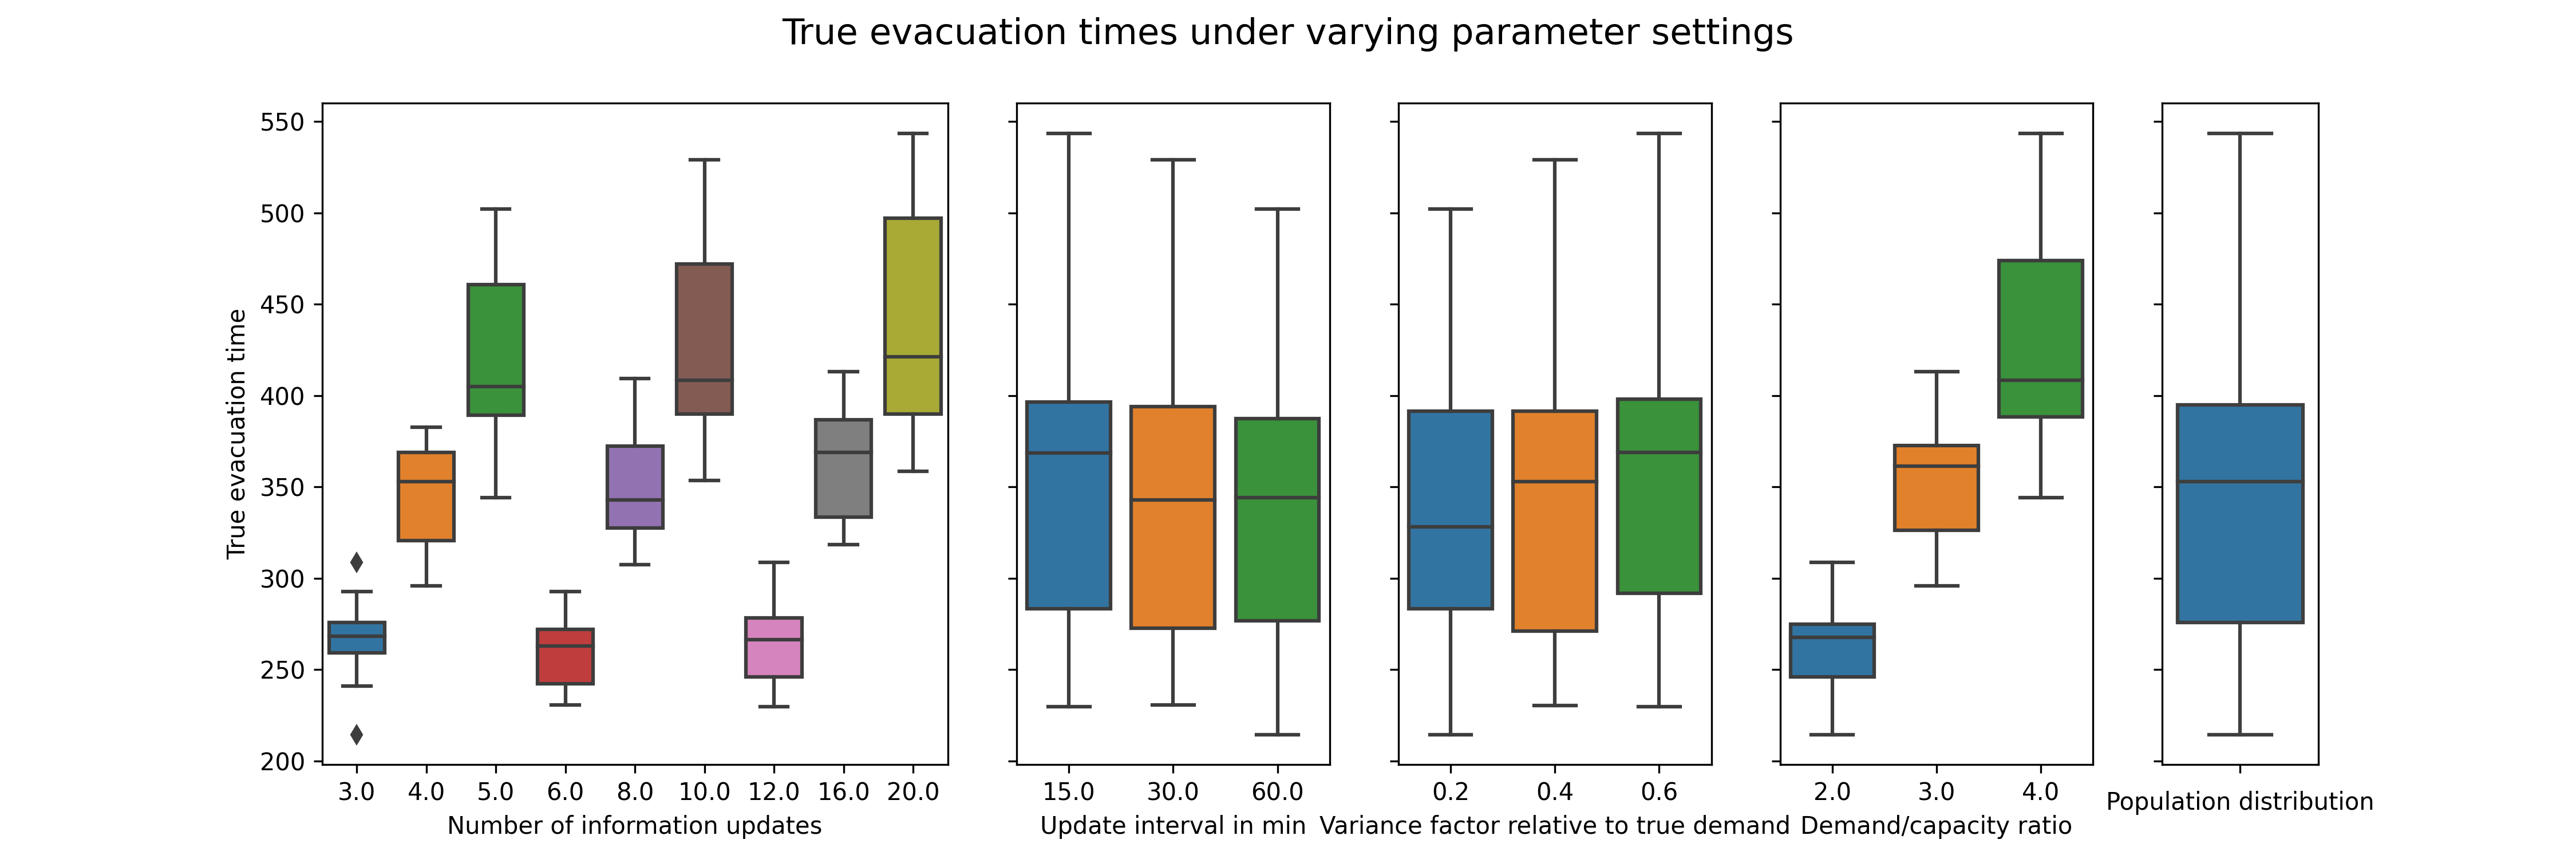 True evacuation times under varying parameter settings
True evacuation time
550
500
450
400
350
300
250
200
3.0 4.0 5.0 6.0 8.0 10.0 12.0 16.0 20.0
Number of information updates
15.0 30.0 60.0
Update interval in min
0.2 0.4 0.6
Variance factor relative to true demand
2.0 3.0 4.0
Demand/capacity ratio
Population distribution